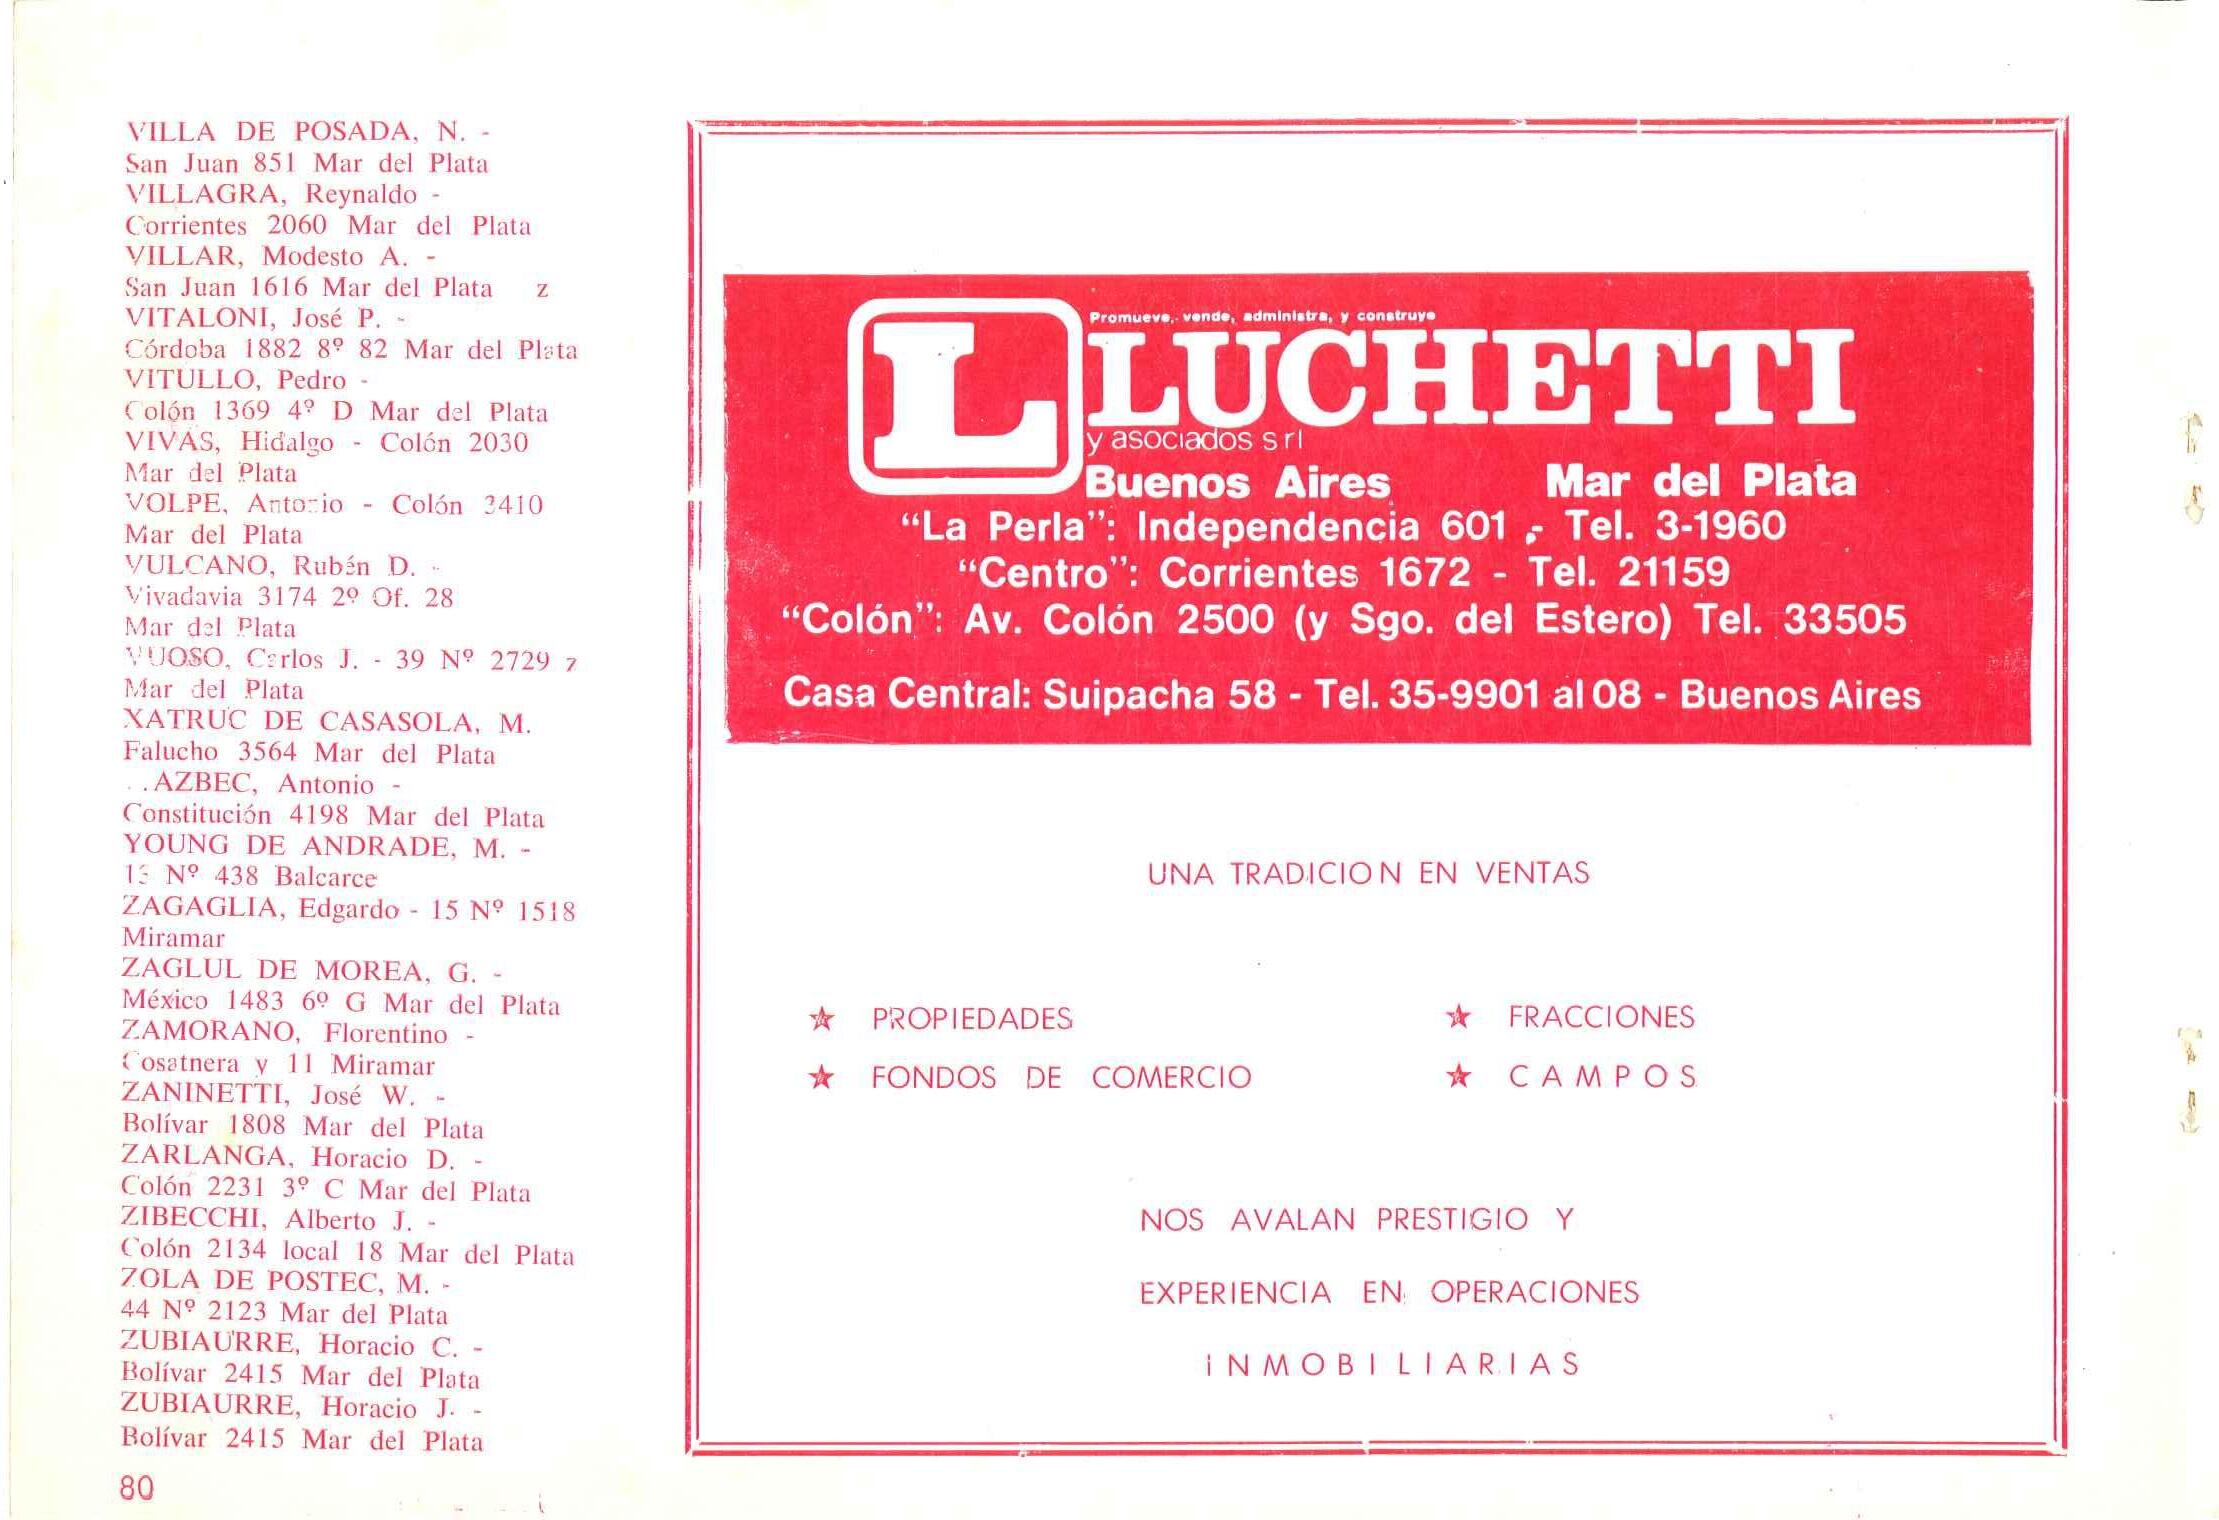 VILLA DE POSADA, N. -
San Juan 851 Mar del Plata
VILLAGRA, Reynaldo -
Corrientes 2060 Mar del Plata
VILLAR, Modesto A. -
San Juan 1616 Mar del Plata z
VITALONI, José P. -
Córdoba 1882 8º 82 Mar del Plata
VITULLO, Pedro -
Colón 1369 4º D Mar del Plata
VIVAS, Hidalgo - Colón 2030
Mar del Plata
VOLPE, Antonio - Colón 3410
Mar del Plata
VULCANO, Rubén D. -
Vivadavia 3174 2º Of. 28
Mar del Plata
VUOSO, Carlos J. - 39 Nº 2729 z
Mar del Plata
XATRUC DE CASASOLA, M.
Falucho 3564 Mar del Plata
..AZBEC, Antonio -
Constitución 4198 Mar del Plata
YOUNG DE ANDRADE, M. -
Nº 438 Balcarce
ZAGAGLIA, Edgardo - 15 Nº 1518
Miramar
ZAGLUL DE MOREA, G. -
México 1483 6º G Mar del Plata
ZAMORANO, Florentino -
Cosatnera y 11 Miramar
ZANINETTI, José W. -
Bolívar 1808 Mar del Plata
ZARLANGA, Horacio D. -
Colón 2231 3º C Mar del Plata
ZIBECCHI, Alberto J. -
Colón 2134 local 18 Mar del Plata
ZOLA DE POSTEC, M. -
44 Nº 2123 Mar del Plata
ZUBIAURRE, Horacio C. -
Bolívar 2415 Mar del Plata
ZUBIAURRE, Horacio J. -
Bolívar 2415 Mar del Plata
80
Promueve, vende, administra, y construye
L LUCHETTI
y asociados s r l
Buenos Aires Mar del Plata
“La Perla”: Independencia 601 - Tel. 3-1960
“Centro”: Corrientes 1672 - Tel. 21159
“Colón”: Av. Colón 2500 (y Sgo. del Estero) Tel. 33505
Casa Central: Suipacha 58 - Tel. 35-9901 al 08 - Buenos Aires
UNA TRADICION EN VENTAS
★ PROPIEDADES ★ FRACCIONES
★ FONDOS DE COMERCIO ★ CAMPOS
NOS AVALAN PRESTIGIO Y
EXPERIENCIA EN OPERACIONES
INMOBILIARIAS